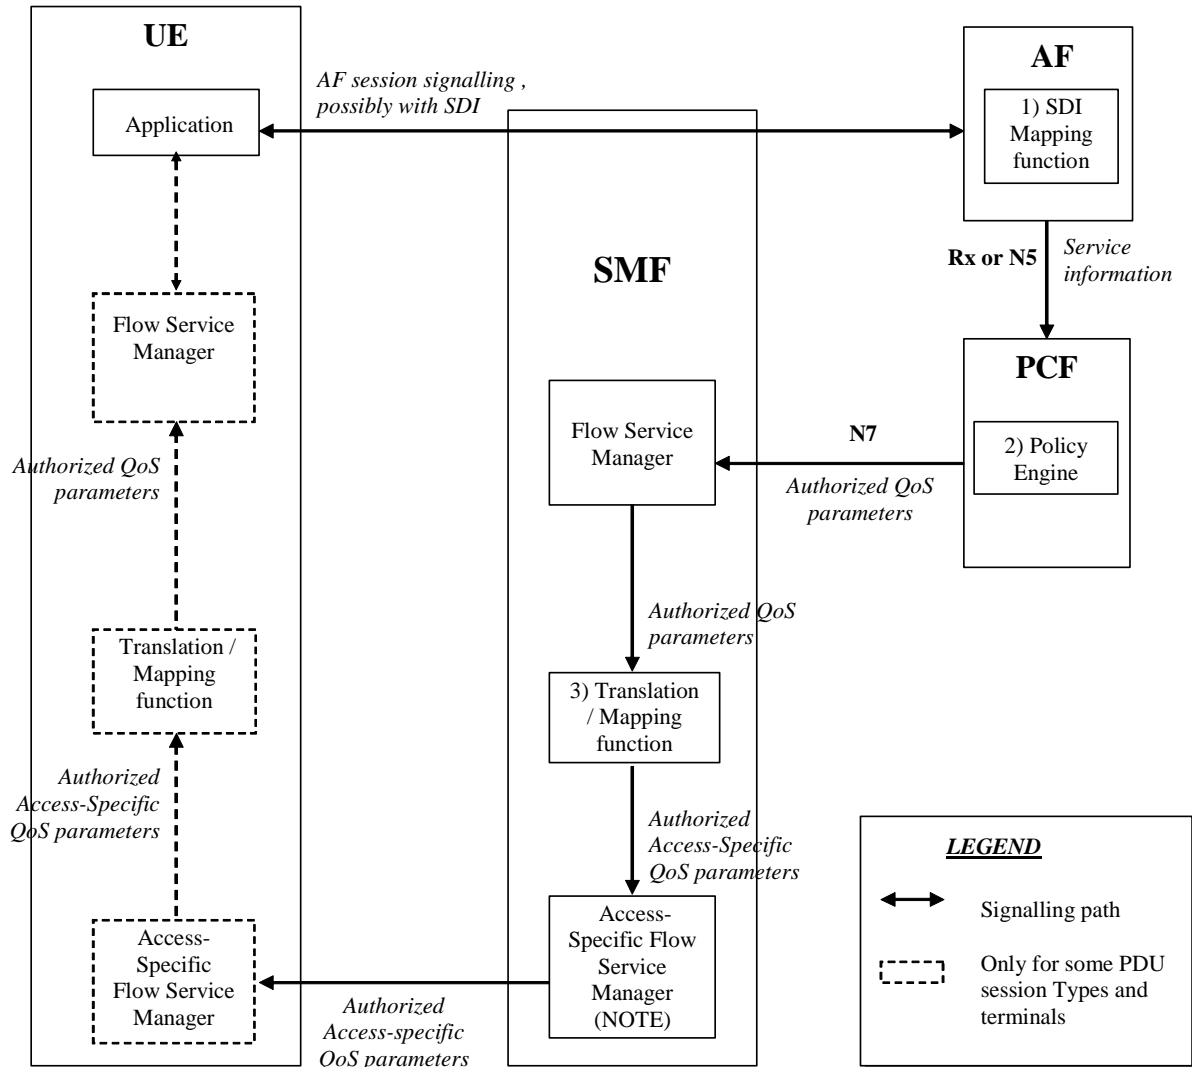 UE
Application
Flow Service
Manager
Authorized QoS
parameters
Translation /
Mapping
function
Authorized
Access-Specific
QoS parameters
Access-
Specific
Flow Service
Manager
AF session signalling ,
possibly with SDI
SMF
Flow Service
Manager
Authorized QoS
parameters
3) Translation
/ Mapping
function
Authorized
Access-Specific
QoS parameters
Access-
Specific Flow
Service
Manager
(NOTE)
Authorized
Access-specific
QoS parameters
AF
1) SDI
Mapping
function
Rx or N5
Service
information
PCF
2) Policy
Engine
N7
Authorized QoS
parameters
LEGEND
Signalling path
Only for some PDU
session Types and
terminals